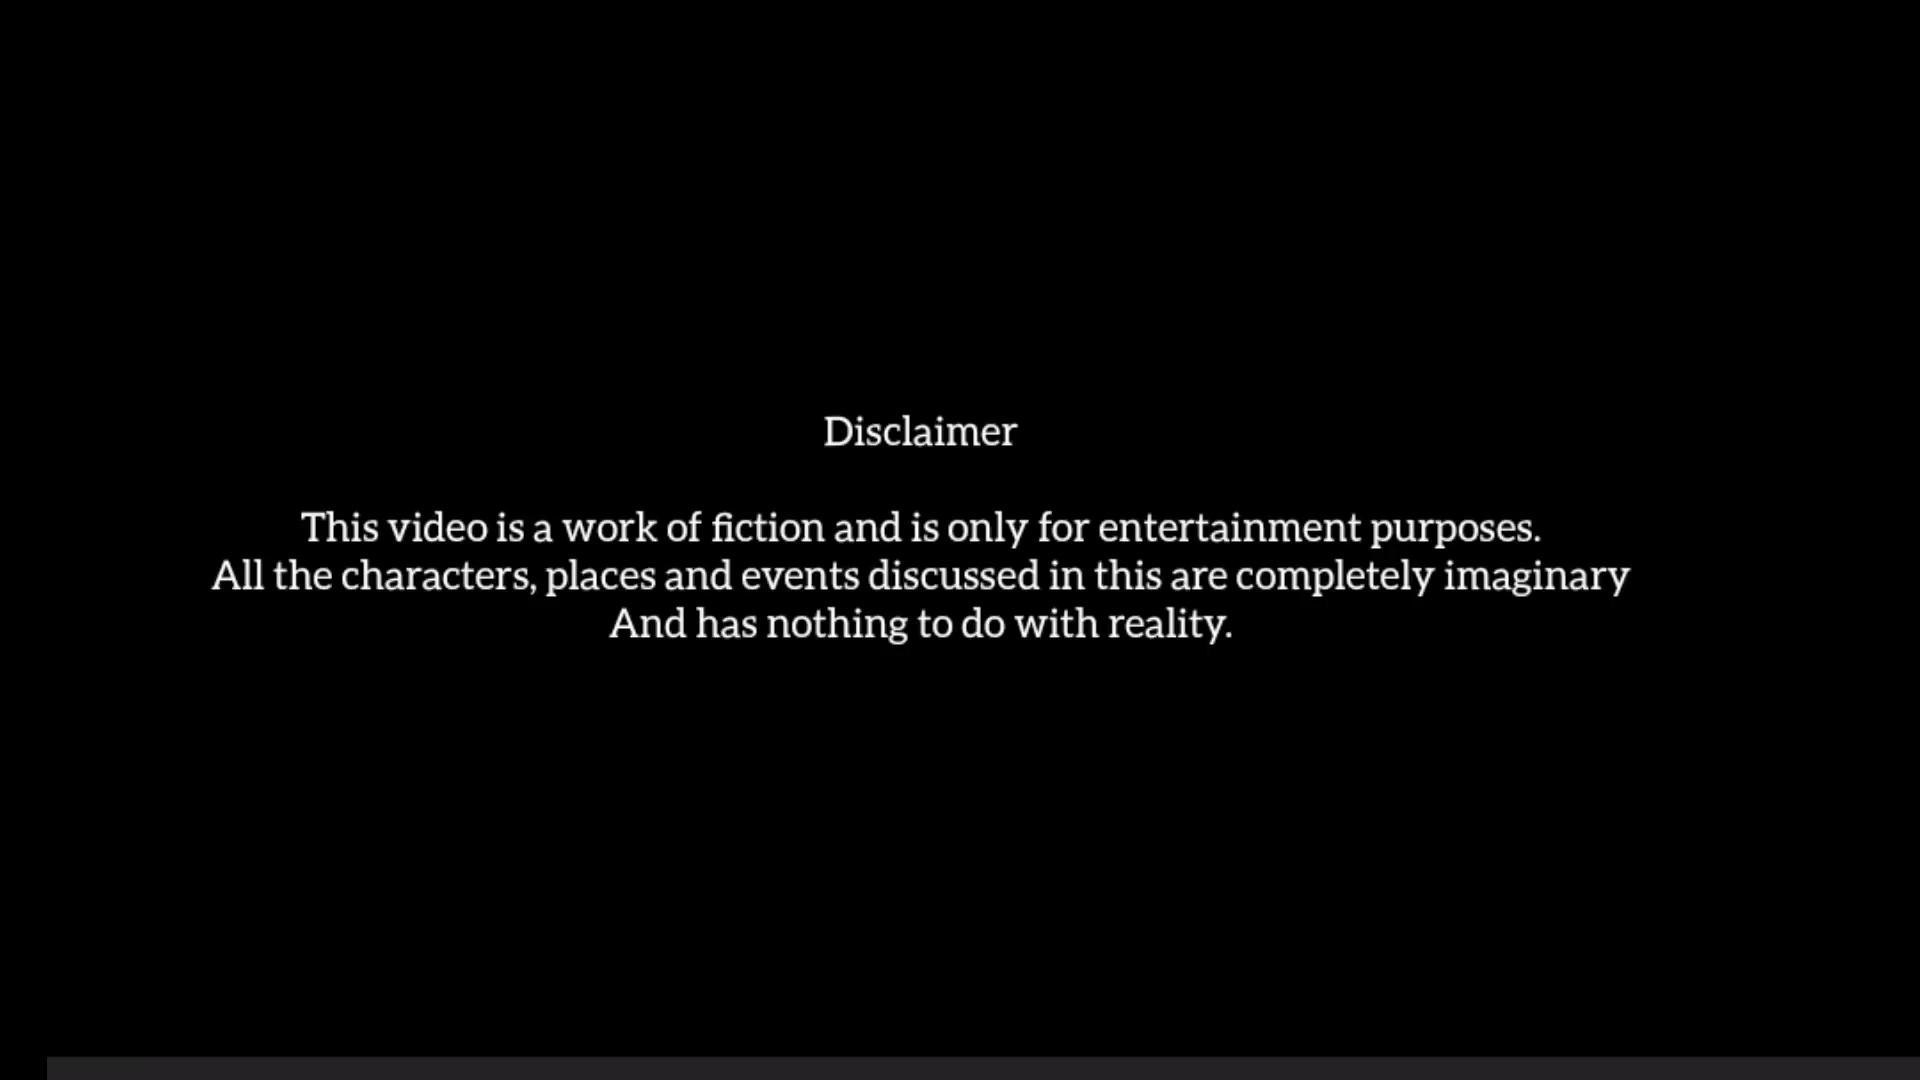 Disclaimer
This video is a work of fiction and is only for entertainment purposes.
All the characters, places and events discussed in this are completely imaginary
And has nothing to do with reality.